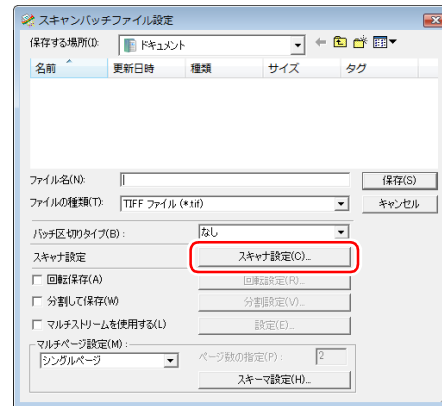 スキャンバッチファイル設定
保存する場所(I): ドキュメント
名前 更新日時 種類 サイズ タグ
ファイル名(N): 保存(S)
ファイルの種類(T): TIFF ファイル (*.tif) キャンセル
バッチ区切りタイプ(B) : なし
スキャナ設定 スキャナ設定(C)...
回転保存(A) 回転設定(R)...
分割して保存(W) 分割設定(V)...
マルチストリームを使用する(L) 設定(E)...
マルチページ設定(M) :
シングルページ ページ数の指定(P) : 2
スキーマ設定(H)...